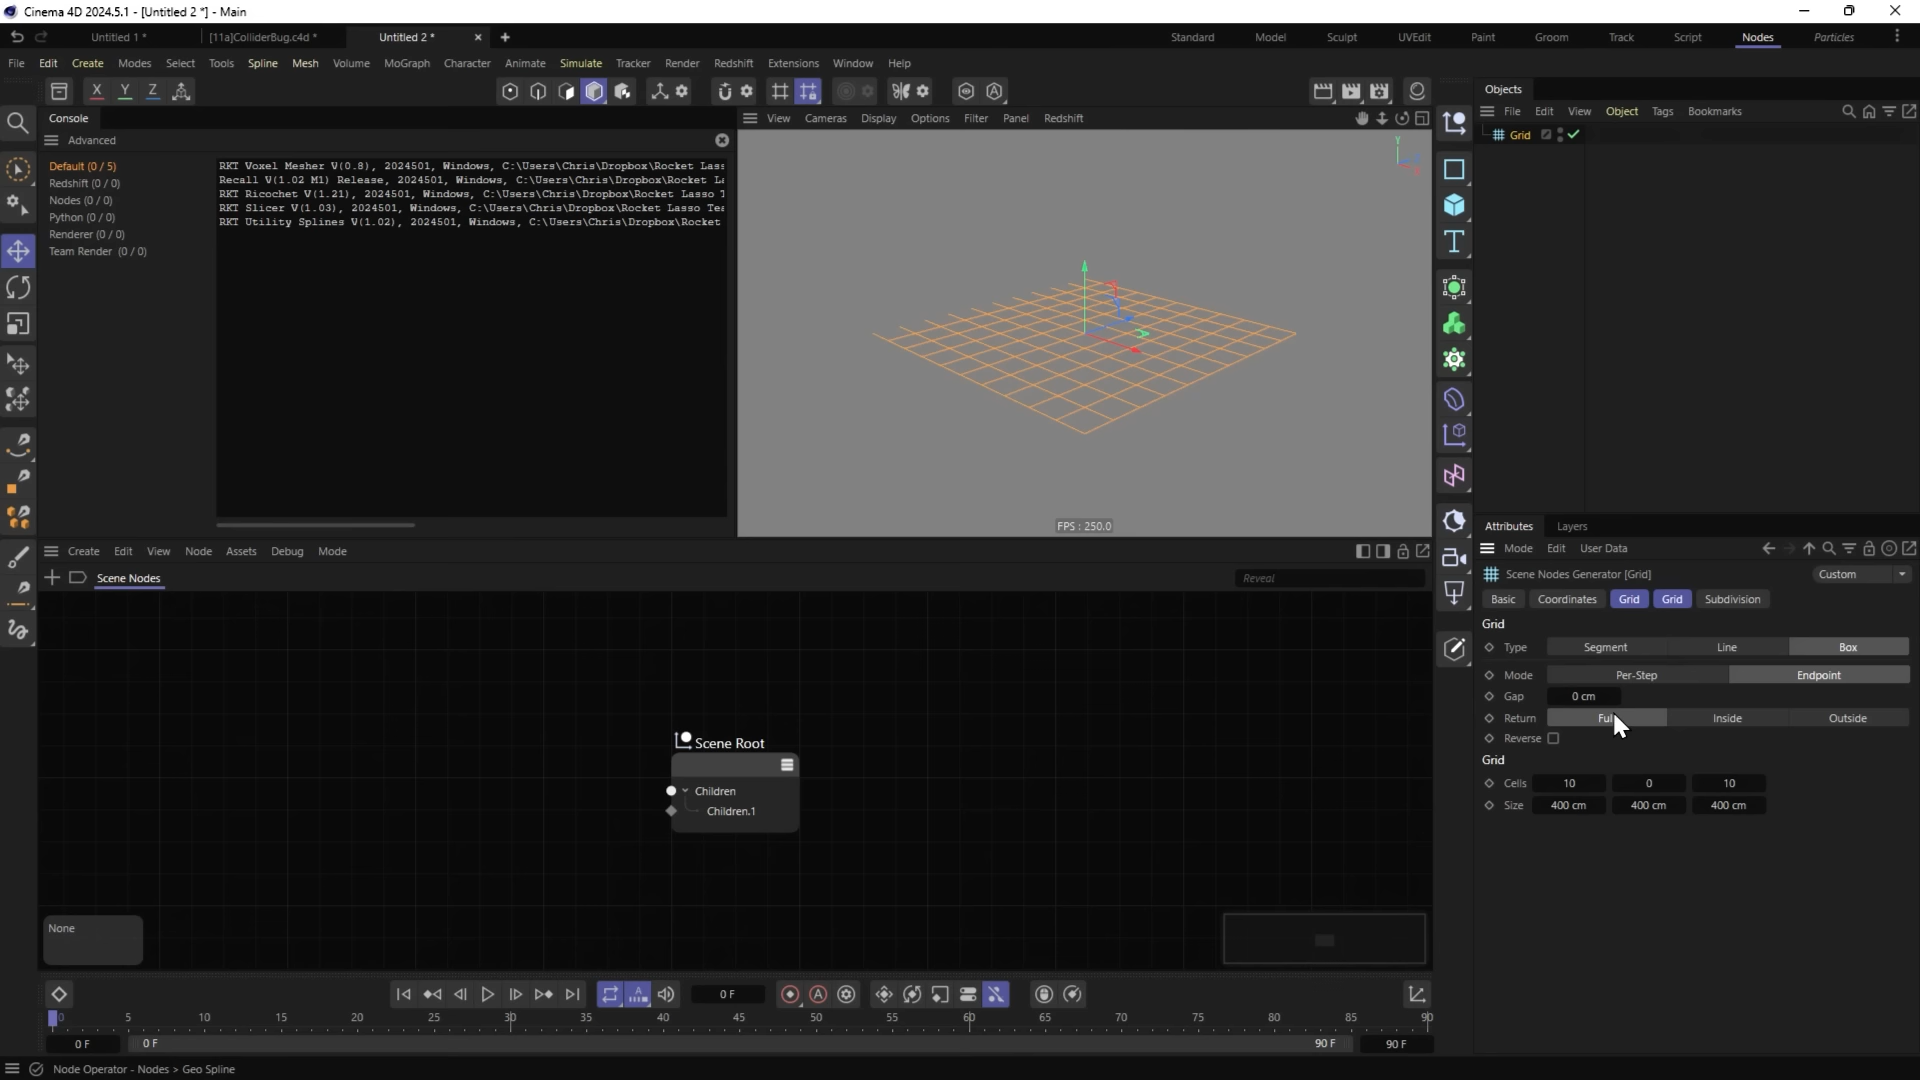 Cinema 4D 2024.5.1 - [Untitled 2 *] - Main
Untitled 1 *
[11a]ColliderBug.c4d *
Untitled 2 *
Standard
Model
Sculpt
UVEdit
Paint
Groom
Track
Script
Nodes
Particles
File Edit Create Modes Select Tools Spline Mesh Volume MoGraph Character Animate Simulate Tracker Render Redshift Extensions Window Help
X Y Z
Objects
Console
View Cameras Display Options Filter Panel Redshift
File Edit View Object Tags Bookmarks
Advanced
Grid
Default (0 / 5)
Redshift (0 / 0)
Nodes (0 / 0)
Python (0 / 0)
Renderer (0 / 0)
Team Render (0 / 0)
RKT Voxel Mesher V(0.8), 2024501, Windows, C:\Users\Chris\Dropbox\Rocket Lass
Recall V(1.02 M1) Release, 2024501, Windows, C:\Users\Chris\Dropbox\Rocket
RKT Ricochet V(1.21), 2024501, Windows, C:\Users\Chris\Dropbox\Rocket Lasso
RKT Slicer V(1.03), 2024501, Windows, C:\Users\Chris\Dropbox\Rocket Lasso
RKT Utility Splines V(1.02), 2024501, Windows, C:\Users\Chris\Dropbox\Rocket
Y
FPS : 250.0
Create Edit View Node Assets Debug Mode
Scene Nodes
Reveal
Scene Root
Children
Children.1
None
Attributes
Layers
Mode Edit User Data
Scene Nodes Generator [Grid]
Custom
Basic Coordinates Grid Grid Subdivision
Grid
Type Segment Line Box
Mode Per-Step Endpoint
Gap 0 cm
Return Inside Outside
Reverse
Grid
Cells 10 0 10
Size 400 cm 400 cm 400 cm
0 F
0 5 10 15 20 25 30 35 40 45 50 55 60 65 70 75 80 85 90
0 F
0 F
90 F
90 F
Node Operator - Nodes > Geo Spline